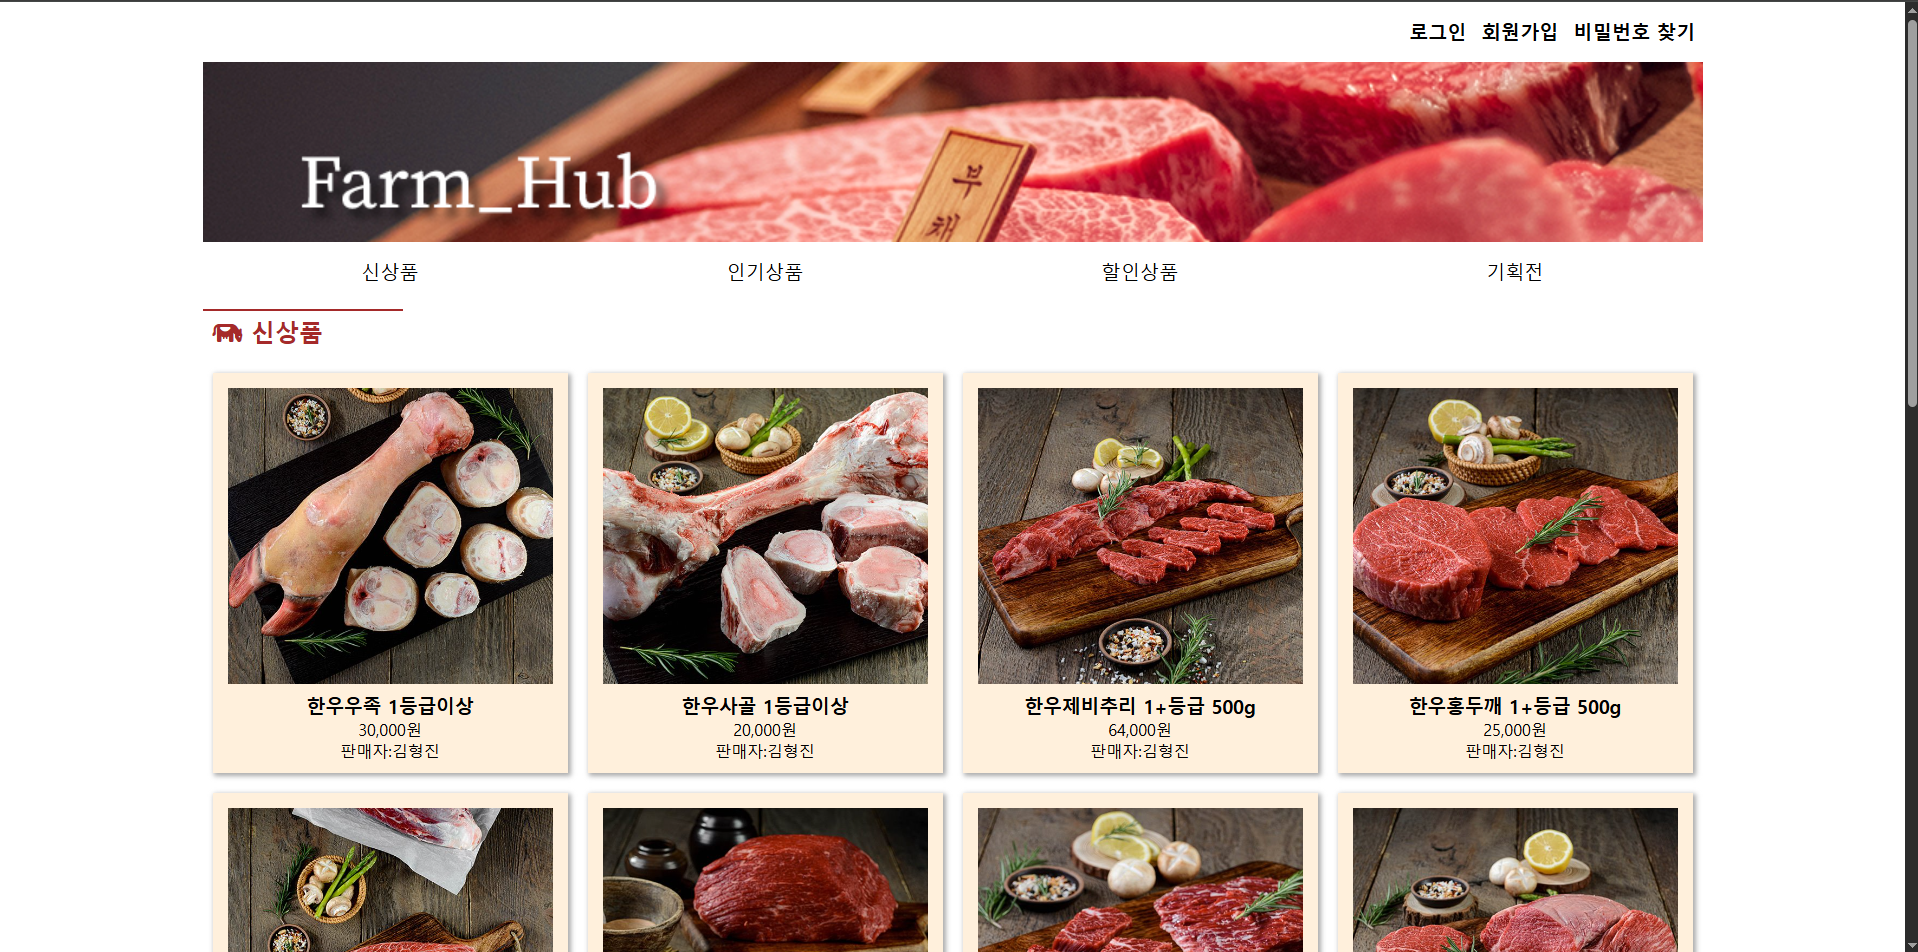 로그인 회원가입 비밀번호 찾기
Farm_Hub
부채
신상품 인기상품 할인상품 기획전
신상품
한우우족 1등급이상
30,000원
판매자:김형진
한우사골 1등급이상
20,000원
판매자:김형진
한우제비추리 1+등급 500g
64,000원
판매자:김형진
한우홍두깨 1+등급 500g
25,000원
판매자:김형진